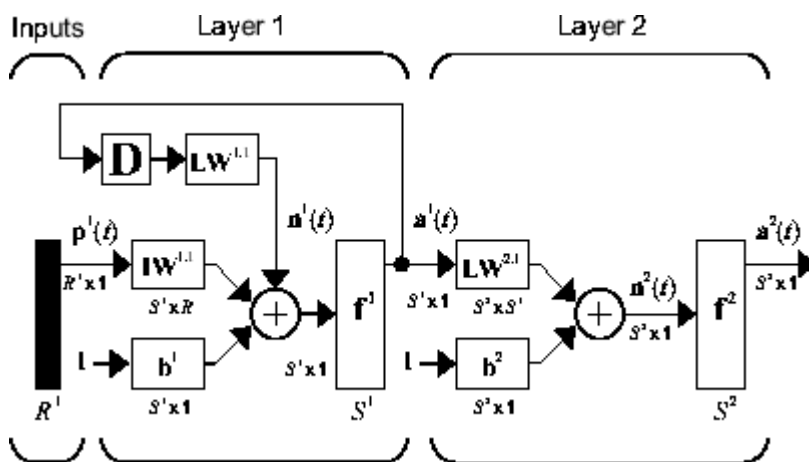 Inputs
Layer 1
Layer 2
D
LW¹·¹
n¹(t)
p¹(t)
a¹(t)
a²(t)
IW¹·¹
LW²·¹
n²(t)
R¹ x 1
S¹ x R
f¹
S¹ x 1
S² x S¹
f²
S² x 1
S² x 1
1
b¹
S¹ x 1
1
b²
R¹
S¹ x 1
S¹
S² x 1
S²